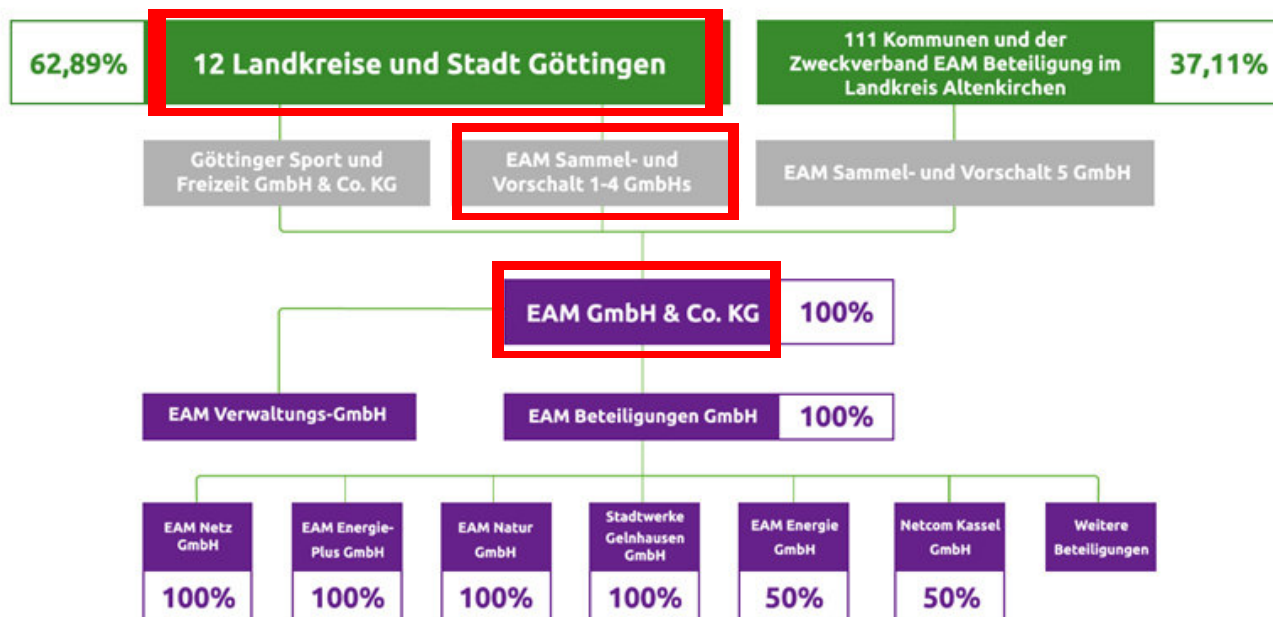 62,89%
12 Landkreise und Stadt Göttingen
111 Kommunen und der
Zweckverband EAM Beteiligung im
Landkreis Altenkirchen
37,11%
Göttinger Sport und
Freizeit GmbH & Co. KG
EAM Sammel- und
Vorschalt 1-4 GmbHs
EAM Sammel- und Vorschalt 5 GmbH
EAM GmbH & Co. KG
100%
EAM Verwaltungs-GmbH
EAM Beteiligungen GmbH
100%
EAM Netz
GmbH
100%
EAM Energie-
Plus GmbH
100%
EAM Natur
GmbH
100%
Stadtwerke
Gelnhausen
GmbH
100%
EAM Energie
GmbH
50%
Netcom Kassel
GmbH
50%
Weitere
Beteiligungen